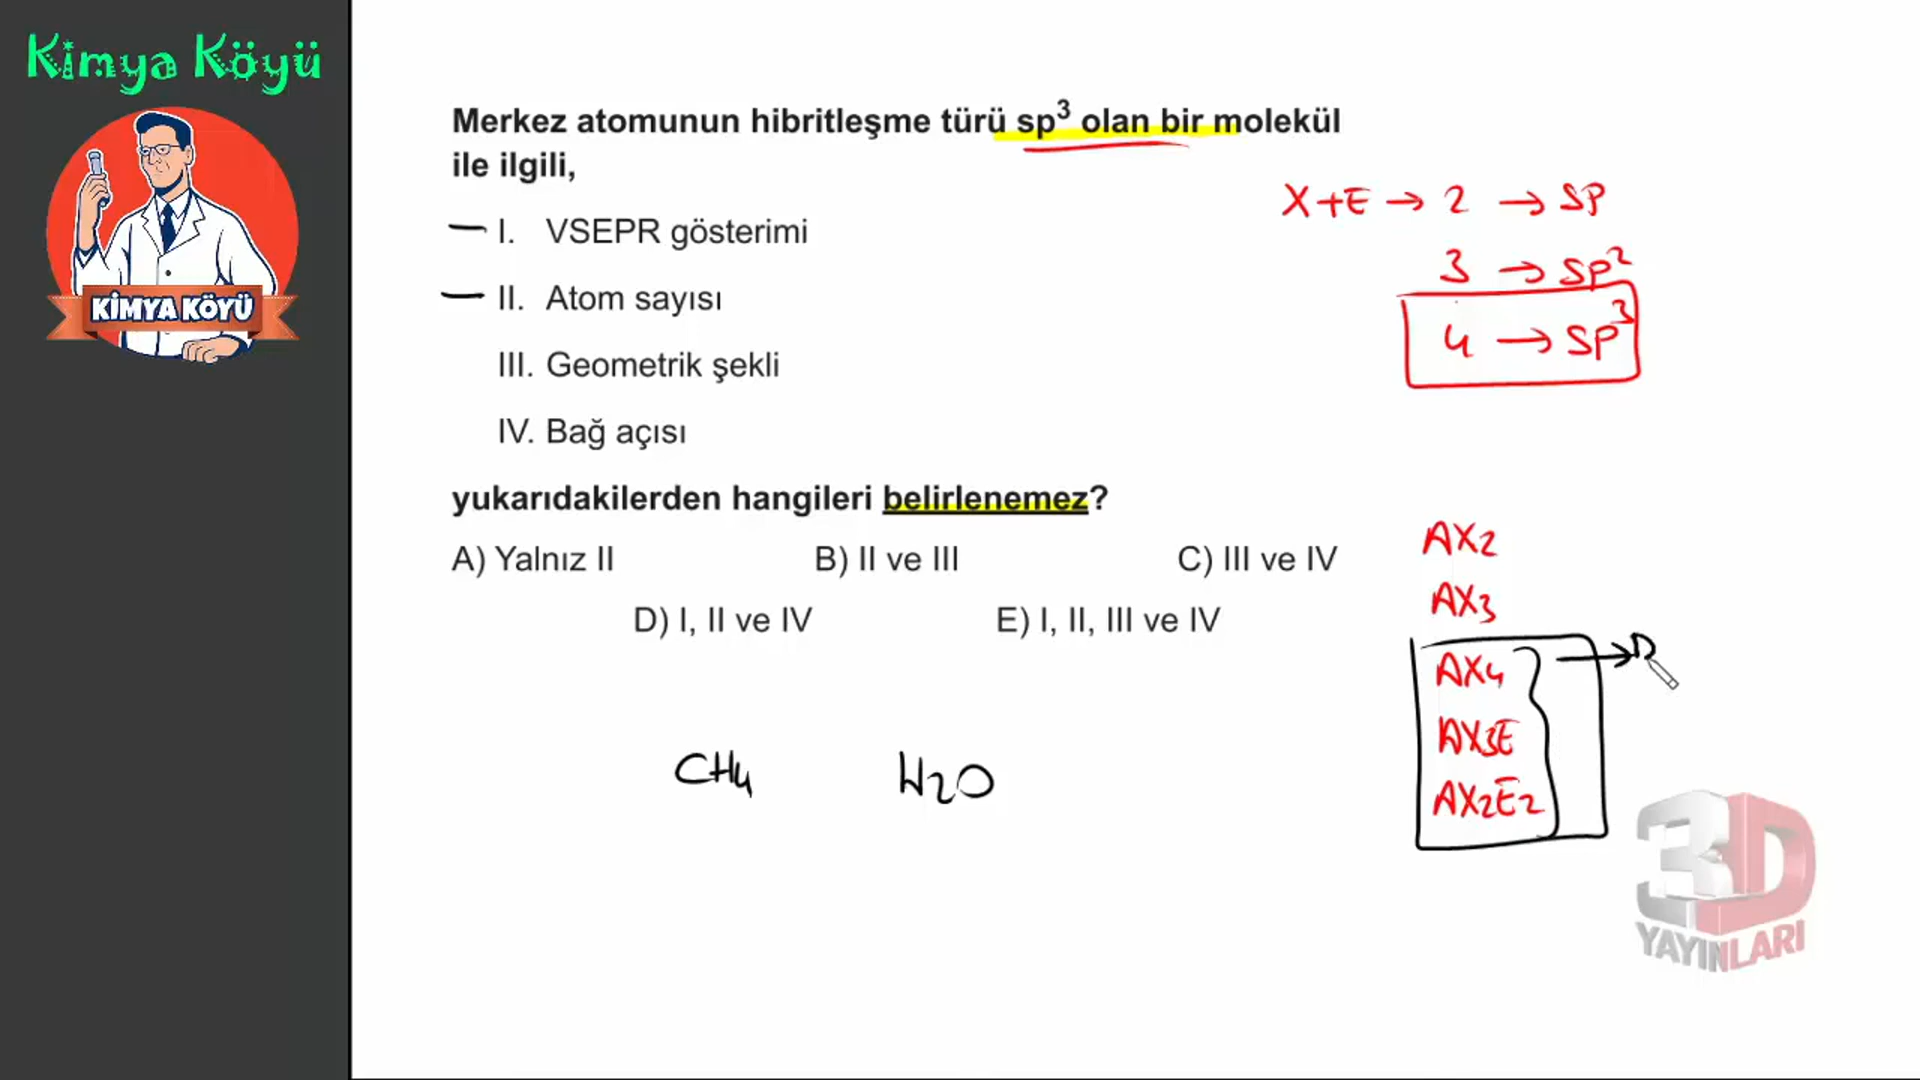 Kimya Köyü
KİMYA KÖYÜ
Merkez atomunun hibritleşme türü sp³ olan bir molekül
ile ilgili,
I. VSEPR gösterimi
II. Atom sayısı
III. Geometrik şekli
IV. Bağ açısı
yukarıdakilerden hangileri belirlenemez?
A) Yalnız II B) II ve III C) III ve IV
D) I, II ve IV E) I, II, III ve IV
X+E → 2 → SP
3 → SP²
4 → SP³
AX2
AX3
AX4 →
AX3E
AX2E2
CH4 H2O
3D
YAYINLARI